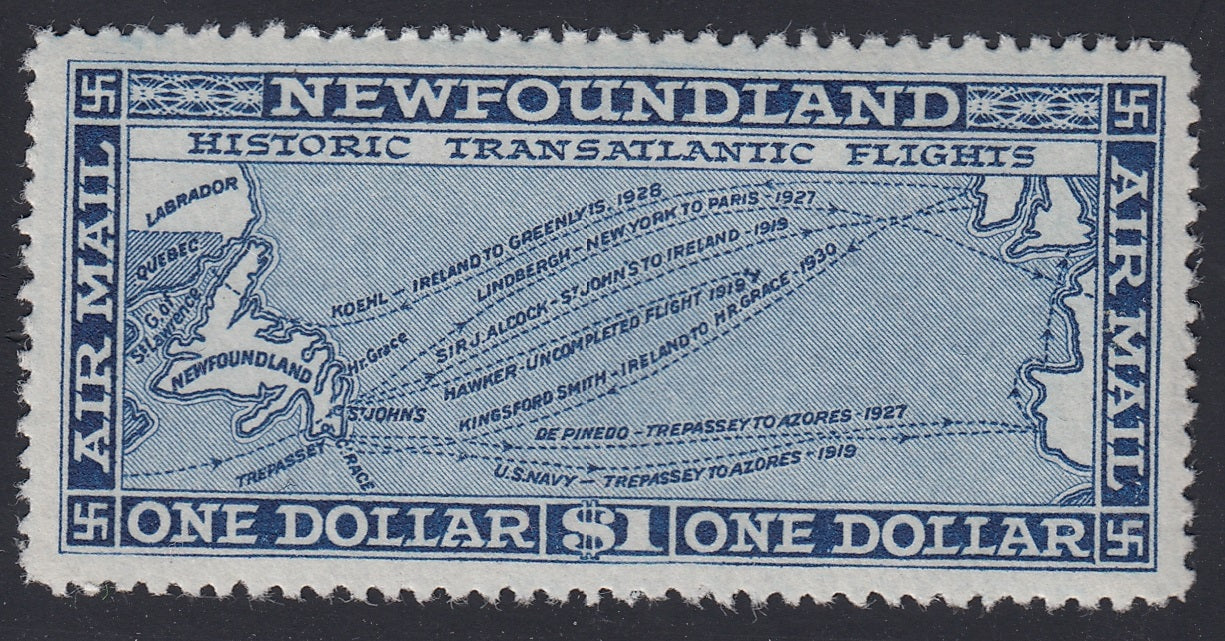 NEWFOUNDLAND
HISTORIC TRANSATLANTIC FLIGHTS
AIR MAIL
AIR MAIL
LABRADOR
QUEBEC
G. of
St Lawrence
NEWFOUNDLAND
Hr. Grace
ST JOHN'S
TREPASSEY
C. RACE
KOEHL — IRELAND TO GREENLY IS. 1928
LINDBERGH — NEW YORK TO PARIS - 1927
SIR J. ALCOCK - ST JOHN'S TO IRELAND - 1919
HAWKER - UNCOMPLETED FLIGHT 1919
KINGSFORD SMITH - IRELAND TO HR. GRACE - 1930
DE PINEDO - TREPASSEY TO AZORES - 1927
U.S. NAVY — TREPASSEY TO AZORES - 1919
ONE DOLLAR $1 ONE DOLLAR